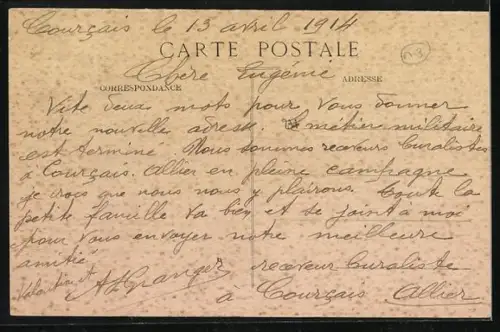 Courçais le 13 avril 1914
CARTE POSTALE
Chère Eugénie
CORRESPONDANCE
ADRESSE
Vite deux mots pour vous donner
notre nouvelle adresse. Le métier militaire
est terminé Nous sommes receveurs buralistes
à Courçais. Allier en pleine campagne
je crois que nous nous y plairons. Toute la
petite famille va bien et se joint à moi
pour vous envoyer notre meilleure
amitié
A Granger
receveur buraliste
à Courçais Allier